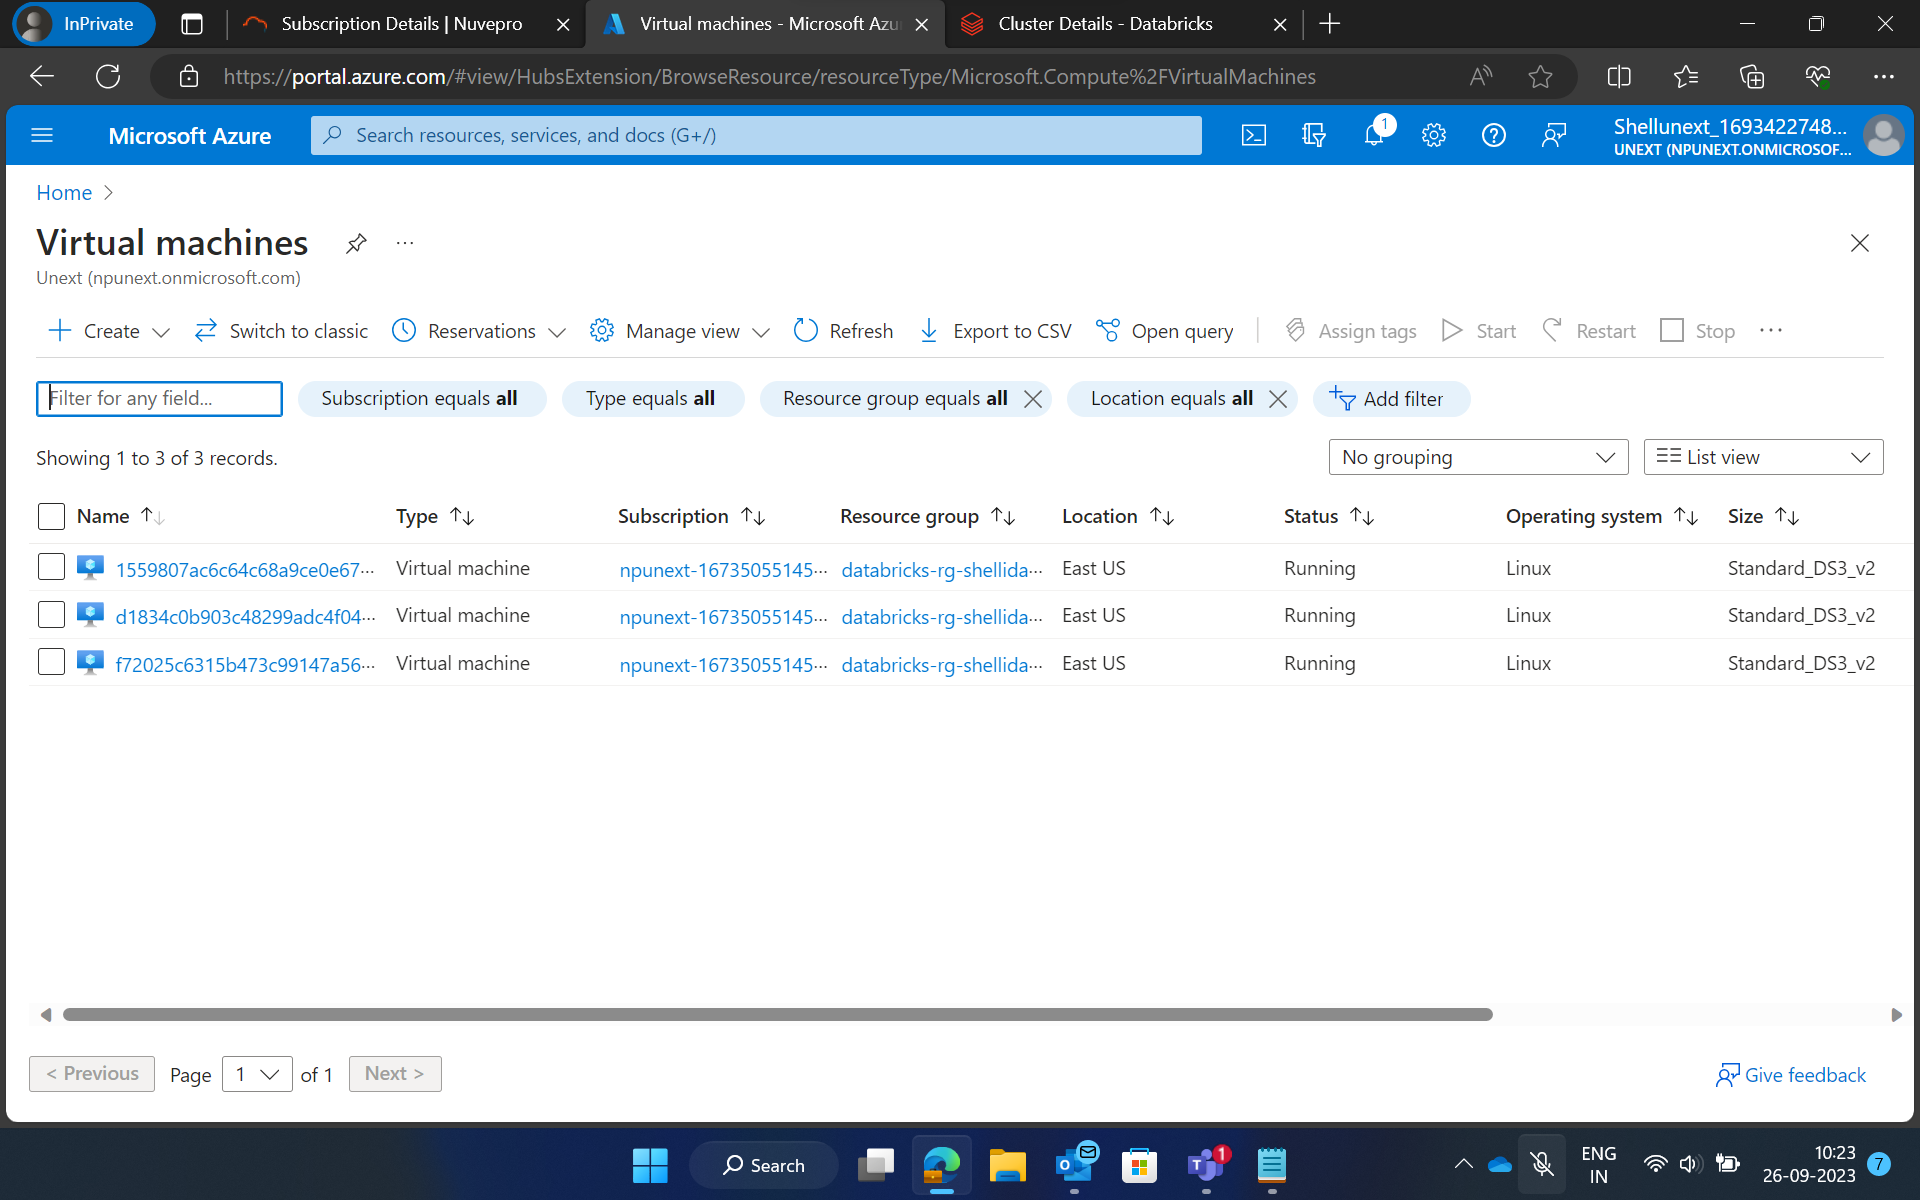 InPrivate
Subscription Details | Nuvepro
Virtual machines - Microsoft Azu
Cluster Details - Databricks
https://portal.azure.com/#view/HubsExtension/BrowseResource/resourceType/Microsoft.Compute%2FVirtualMachines
Microsoft Azure
Search resources, services, and docs (G+/)
1
Shellunext_1693422748...
UNEXT (NPUNEXT.ONMICROSOF...
Home
Virtual machines
Unext (npunext.onmicrosoft.com)
Create
Switch to classic
Reservations
Manage view
Refresh
Export to CSV
Open query
Assign tags
Start
Restart
Stop
Filter for any field...
Subscription equals all
Type equals all
Resource group equals all
Location equals all
Add filter
Showing 1 to 3 of 3 records.
No grouping
List view
Name
Type
Subscription
Resource group
Location
Status
Operating system
Size
1559807ac6c64c68a9ce0e67... Virtual machine npunext-16735055145... databricks-rg-shellida... East US Running Linux Standard_DS3_v2
d1834c0b903c48299adc4f04... Virtual machine npunext-16735055145... databricks-rg-shellida... East US Running Linux Standard_DS3_v2
f72025c6315b473c99147a56... Virtual machine npunext-16735055145... databricks-rg-shellida... East US Running Linux Standard_DS3_v2
< Previous
Page 1 of 1
Next >
Give feedback
Search
1
ENG
IN
10:23
26-09-2023
7